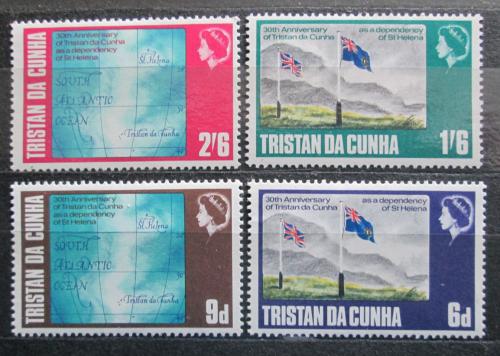 30th Anniversary
of Tristan da Cunha
as a dependency
of St Helena
St Helena
SOUTH
ATLANTIC
OCEAN
Tristan da Cunha
TRISTAN DA CUNHA
2/6
30th Anniversary
of Tristan da Cunha
as a dependency
of St Helena
1/6
TRISTAN DA CUNHA
30th Anniversary
of Tristan da Cunha
as a dependency
of St Helena
St Helena
SOUTH
ATLANTIC
OCEAN
Tristan da Cunha
TRISTAN DA CUNHA
9d
30th Anniversary
of Tristan da Cunha
as a dependency
of St Helena
TRISTAN DA CUNHA
6d